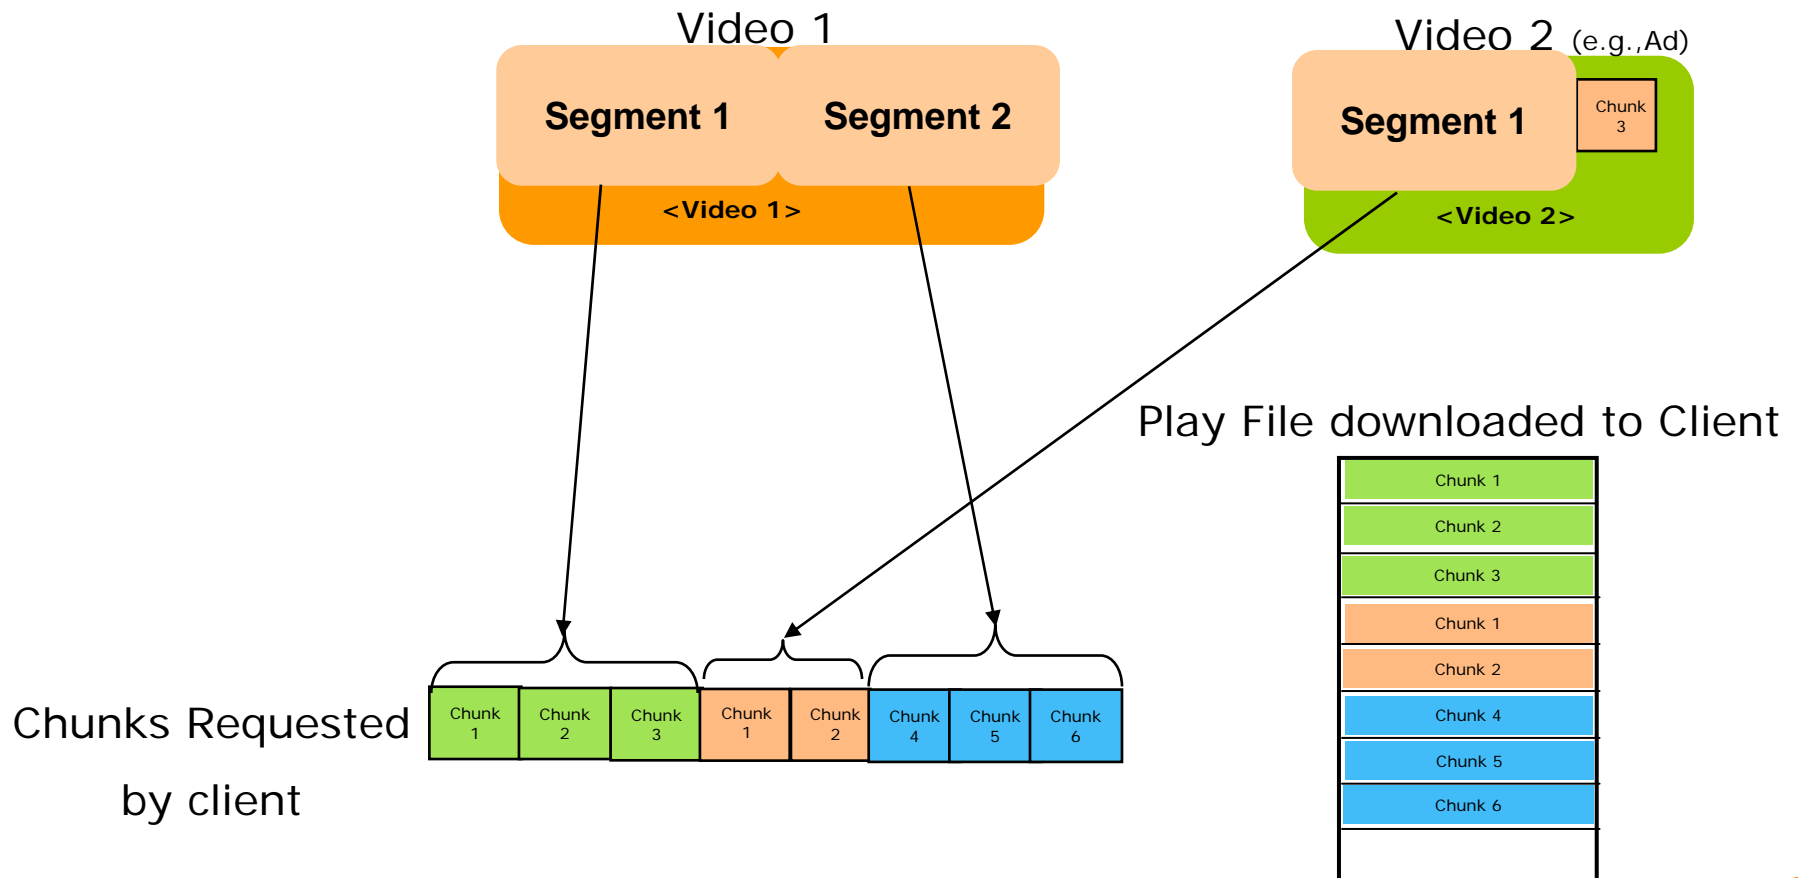 Video 1
Video 2 (e.g.,Ad)
Segment 1
Segment 2
Segment 1
Chunk
3
<Video 1>
<Video 2>
Play File downloaded to Client
Chunk 1
Chunk 2
Chunk 3
Chunk 1
Chunk 2
Chunk 4
Chunk 5
Chunk 6
Chunks Requested
by client
Chunk
1
Chunk
2
Chunk
3
Chunk
1
Chunk
2
Chunk
4
Chunk
5
Chunk
6